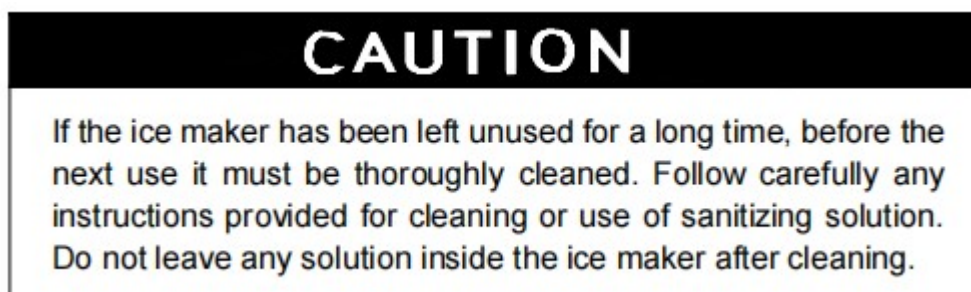 CAUTION
If the ice maker has been left unused for a long time, before the
next use it must be thoroughly cleaned. Follow carefully any
instructions provided for cleaning or use of sanitizing solution.
Do not leave any solution inside the ice maker after cleaning.